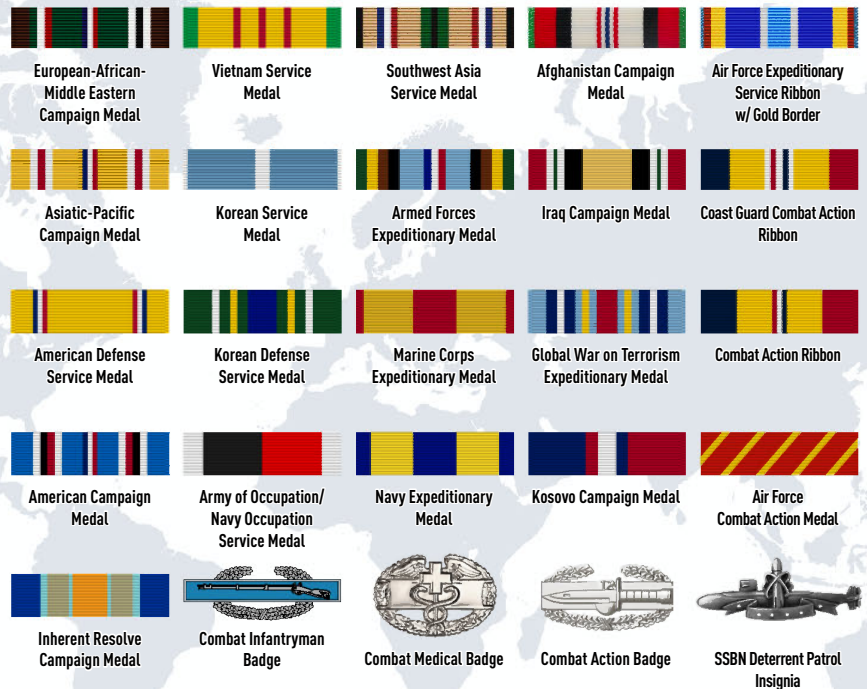 European-African-
Middle Eastern
Campaign Medal
Vietnam Service
Medal
Southwest Asia
Service Medal
Afghanistan Campaign
Medal
Air Force Expeditionary
Service Ribbon
w/ Gold Border
Asiatic-Pacific
Campaign Medal
Korean Service
Medal
Armed Forces
Expeditionary Medal
Iraq Campaign Medal
Coast Guard Combat Action
Ribbon
American Defense
Service Medal
Korean Defense
Service Medal
Marine Corps
Expeditionary Medal
Global War on Terrorism
Expeditionary Medal
Combat Action Ribbon
American Campaign
Medal
Army of Occupation/
Navy Occupation
Service Medal
Navy Expeditionary
Medal
Kosovo Campaign Medal
Air Force
Combat Action Medal
Inherent Resolve
Campaign Medal
Combat Infantryman
Badge
Combat Medical Badge
Combat Action Badge
SSBN Deterrent Patrol
Insignia